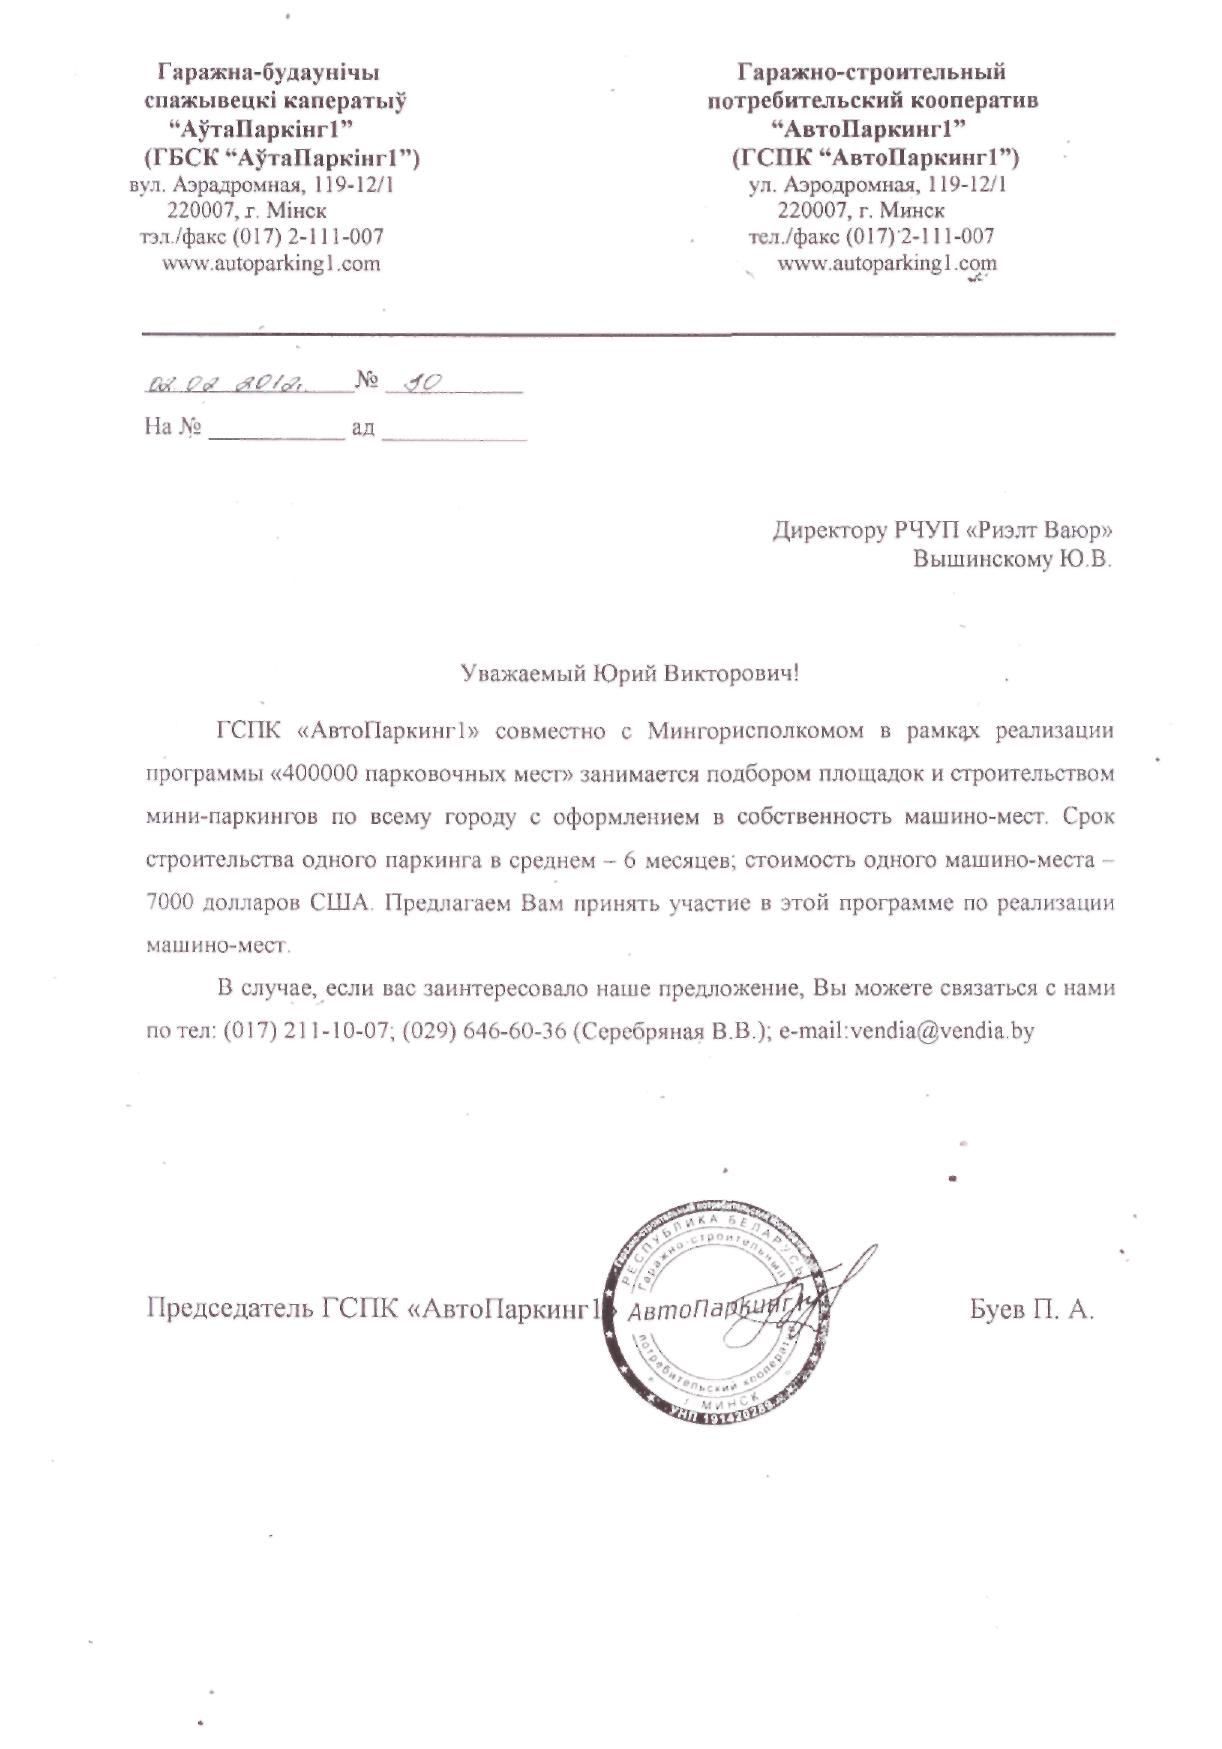 Гаражна-будаунічы
спажывецкі каператыў
“АўтаПаркінг1”
(ГБСК “АўтаПаркінг1”)
вул. Аэрадромная, 119-12/1
220007, г. Мінск
тэл./факс (017) 2-111-007
www.autoparking1.com
Гаражно-строительный
потребительский кооператив
“АвтоПаркинг1”
(ГСПК “АвтоПаркинг1”)
ул. Аэродромная, 119-12/1
220007, г. Минск
тел./факс (017) 2-111-007
www.autoparking1.com
02 02 2012г. № 10
На № ____________ ад ____________
Директору РЧУП «Риэлт Ваюр»
Вышинскому Ю.В.
Уважаемый Юрий Викторович!
ГСПК «АвтоПаркинг1» совместно с Мингорисполкомом в рамках реализации
программы «400000 парковочных мест» занимается подбором площадок и строительством
мини-паркингов по всему городу с оформлением в собственность машино-мест. Срок
строительства одного паркинга в среднем – 6 месяцев; стоимость одного машино-места –
7000 долларов США. Предлагаем Вам принять участие в этой программе по реализации
машино-мест.
В случае, если вас заинтересовало наше предложение, Вы можете связаться с нами
по тел: (017) 211-10-07; (029) 646-60-36 (Серебряная В.В.); e-mail:vendia@vendia.by
Председатель ГСПК «АвтоПаркинг1»
Буев П. А.
РЕСПУБЛИКА БЕЛАРУСЬ
Гаражно-строительный
АвтоПаркинг1
потребительский кооператив
г МИНСК
УНП 191420289